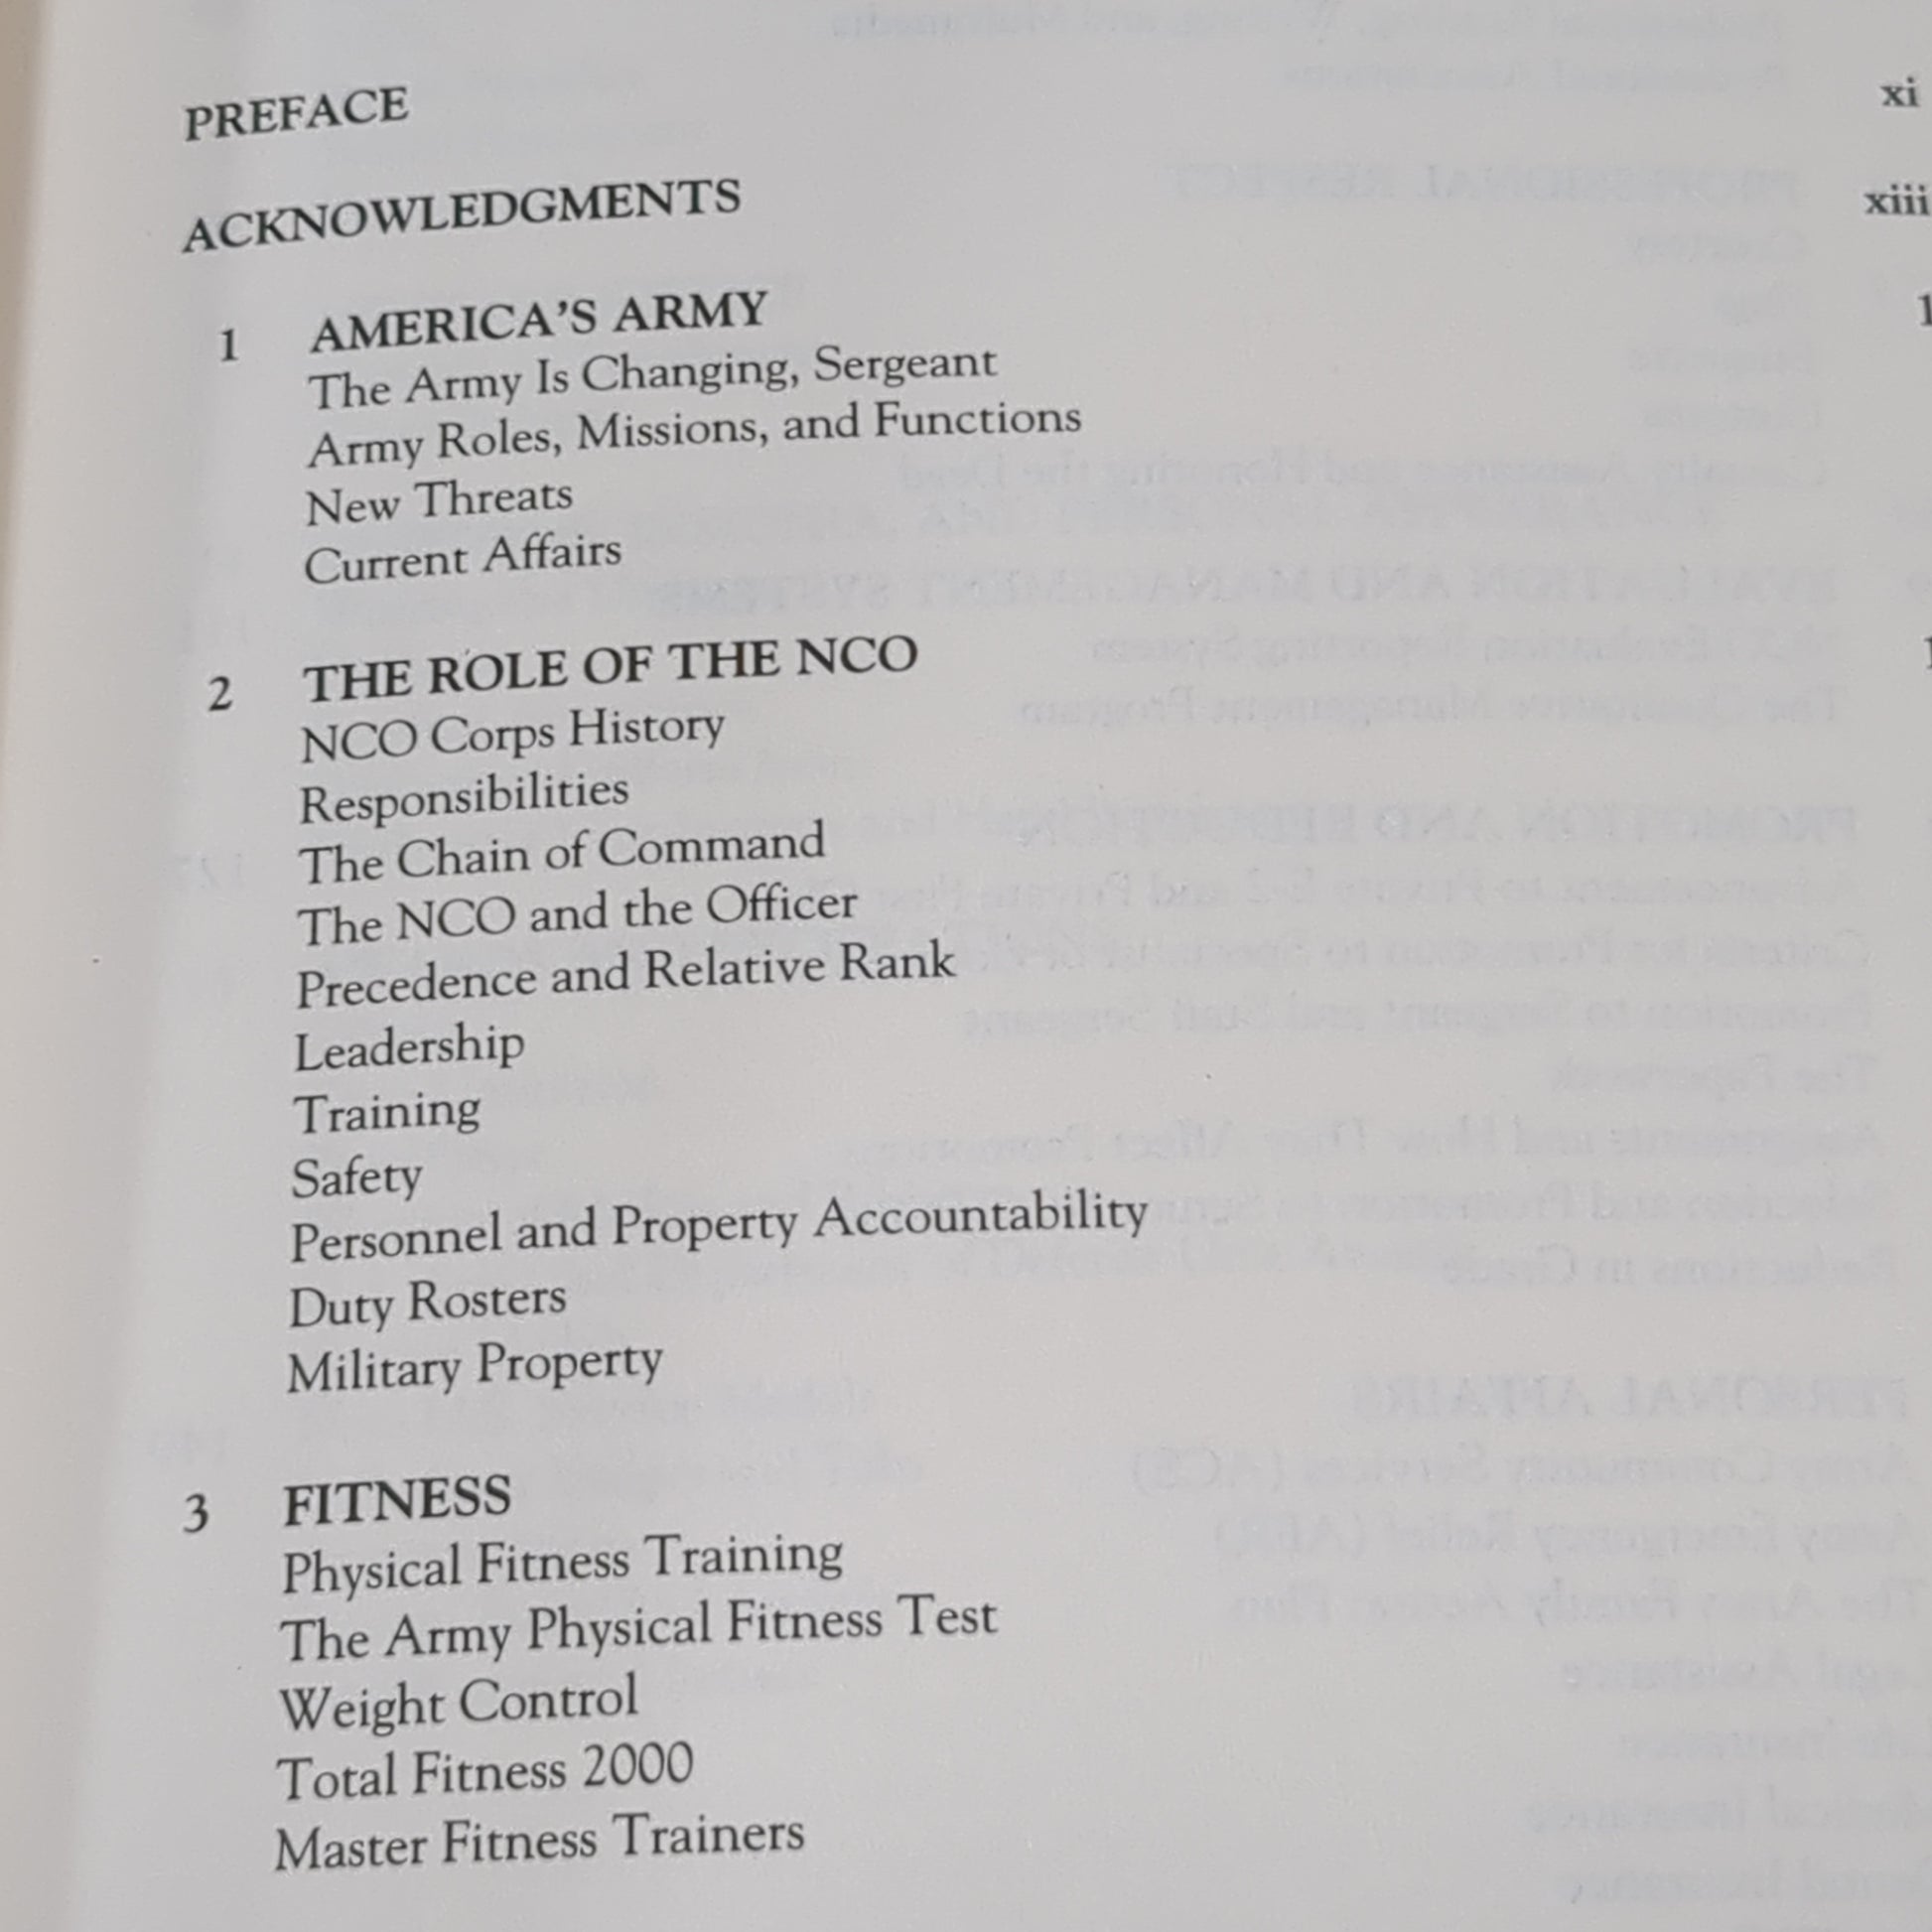 PREFACE xi
ACKNOWLEDGMENTS xiii
1 AMERICA'S ARMY 1
The Army Is Changing, Sergeant
Army Roles, Missions, and Functions
New Threats
Current Affairs
2 THE ROLE OF THE NCO
NCO Corps History
Responsibilities
The Chain of Command
The NCO and the Officer
Precedence and Relative Rank
Leadership
Training
Safety
Personnel and Property Accountability
Duty Rosters
Military Property
3 FITNESS
Physical Fitness Training
The Army Physical Fitness Test
Weight Control
Total Fitness 2000
Master Fitness Trainers